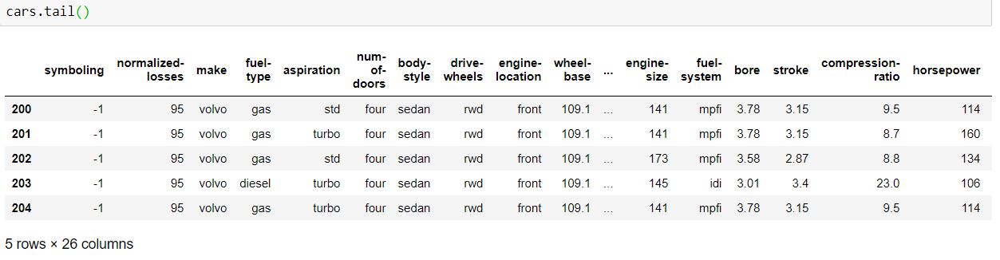 cars.tail()
symboling normalized-losses make fuel-type aspiration num-of-doors body-style drive-wheels engine-location wheel-base ... engine-size fuel-system bore stroke compression-ratio horsepower
200 -1 95 volvo gas std four sedan rwd front 109.1 ... 141 mpfi 3.78 3.15 9.5 114
201 -1 95 volvo gas turbo four sedan rwd front 109.1 ... 141 mpfi 3.78 3.15 8.7 160
202 -1 95 volvo gas std four sedan rwd front 109.1 ... 173 mpfi 3.58 2.87 8.8 134
203 -1 95 volvo diesel turbo four sedan rwd front 109.1 ... 145 idi 3.01 3.4 23.0 106
204 -1 95 volvo gas turbo four sedan rwd front 109.1 ... 141 mpfi 3.78 3.15 9.5 114
5 rows × 26 columns